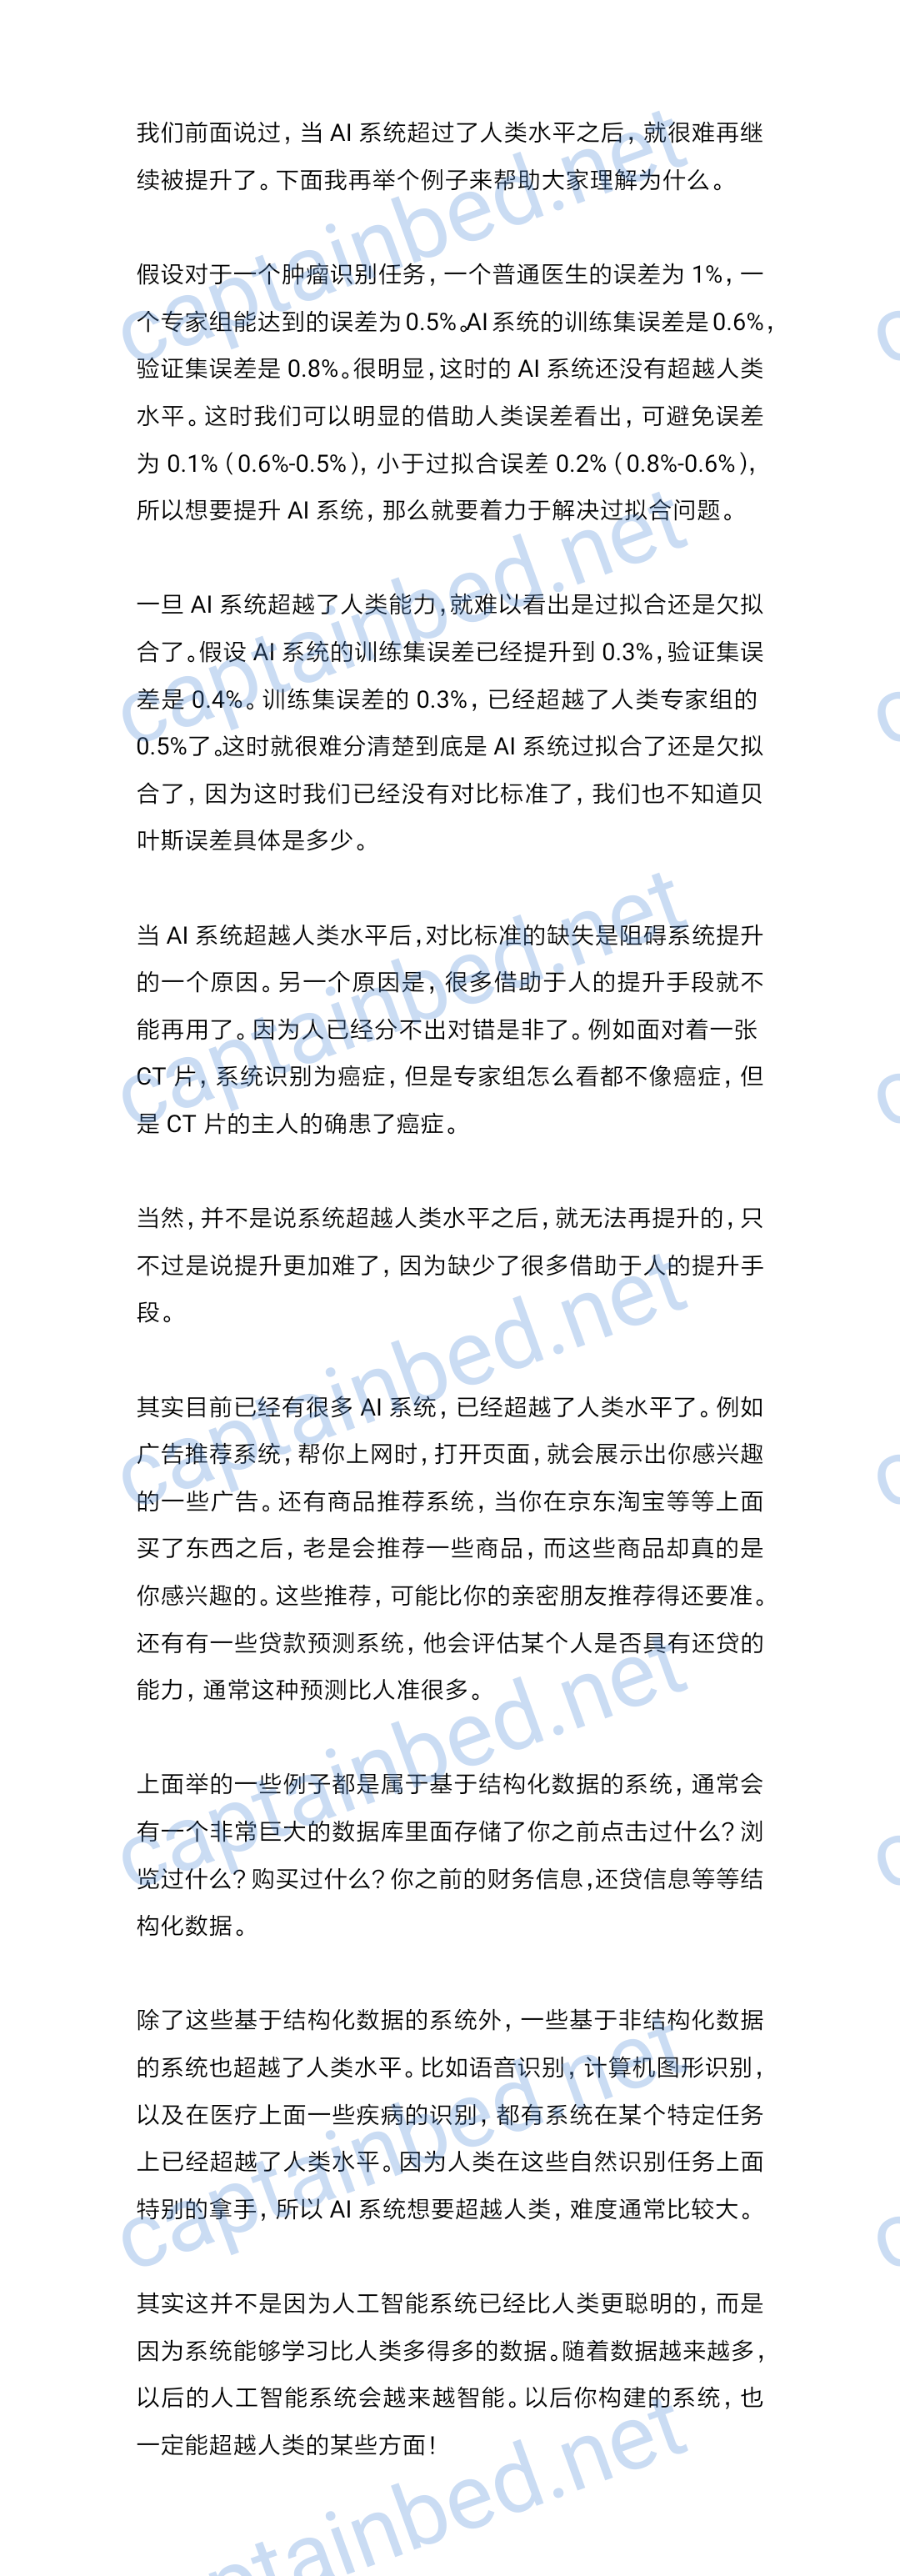 我们前面说过，当 AI 系统超过了人类水平之后，就很难再继
续被提升了。下面我再举个例子来帮助大家理解为什么。
假设对于一个肿瘤识别任务，一个普通医生的误差为 1%，一
个专家组能达到的误差为 0.5%。AI 系统的训练集误差是 0.6%，
验证集误差是 0.8%。很明显，这时的 AI 系统还没有超越人类
水平。这时我们可以明显的借助人类误差看出，可避免误差
为 0.1%（0.6%-0.5%），小于过拟合误差 0.2%（0.8%-0.6%），
所以想要提升 AI 系统，那么就要着力于解决过拟合问题。
一旦 AI 系统超越了人类能力，就难以看出是过拟合还是欠拟
合了。假设 AI 系统的训练集误差已经提升到 0.3%，验证集误
差是 0.4%。训练集误差的 0.3%，已经超越了人类专家组的
0.5%了。这时就很难分清楚到底是 AI 系统过拟合了还是欠拟
合了，因为这时我们已经没有对比标准了，我们也不知道贝
叶斯误差具体是多少。
当 AI 系统超越人类水平后，对比标准的缺失是阻碍系统提升
的一个原因。另一个原因是，很多借助于人的提升手段就不
能再用了。因为人已经分不出对错是非了。例如面对着一张
CT 片，系统识别为癌症，但是专家组怎么看都不像癌症，但
是 CT 片的主人的确患了癌症。
当然，并不是说系统超越人类水平之后，就无法再提升的，只
不过是说提升更加难了，因为缺少了很多借助于人的提升手
段。
其实目前已经有很多 AI 系统，已经超越了人类水平了。例如
广告推荐系统，帮你上网时，打开页面，就会展示出你感兴趣
的一些广告。还有商品推荐系统，当你在京东淘宝等等上面
买了东西之后，老是会推荐一些商品，而这些商品却真的是
你感兴趣的。这些推荐，可能比你的亲密朋友推荐得还要准。
还有有一些贷款预测系统，他会评估某个人是否具有还贷的
能力，通常这种预测比人准很多。
上面举的一些例子都是属于基于结构化数据的系统，通常会
有一个非常巨大的数据库里面存储了你之前点击过什么？浏
览过什么？购买过什么？你之前的财务信息，还贷信息等等结
构化数据。
除了这些基于结构化数据的系统外，一些基于非结构化数据
的系统也超越了人类水平。比如语音识别，计算机图形识别，
以及在医疗上面一些疾病的识别，都有系统在某个特定任务
上已经超越了人类水平。因为人类在这些自然识别任务上面
特别的拿手，所以 AI 系统想要超越人类，难度通常比较大。
其实这并不是因为人工智能系统已经比人类更聪明的，而是
因为系统能够学习比人类多得多的数据。随着数据越来越多，
以后的人工智能系统会越来越智能。以后你构建的系统，也
一定能超越人类的某些方面！
captainbed.net
captainbed.net
captainbed.net
captainbed.net
captainbed.net
captainbed.net
captainbed.net